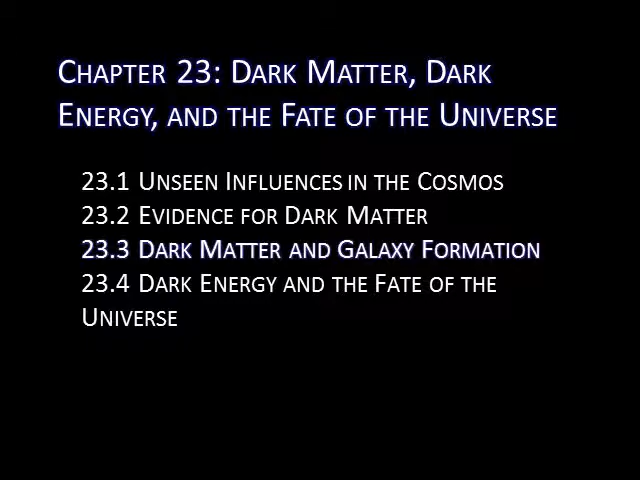 Chapter 23: Dark Matter, Dark
Energy, and the Fate of the Universe
23.1 Unseen Influences in the Cosmos
23.2 Evidence for Dark Matter
23.3 Dark Matter and Galaxy Formation
23.4 Dark Energy and the Fate of the
Universe